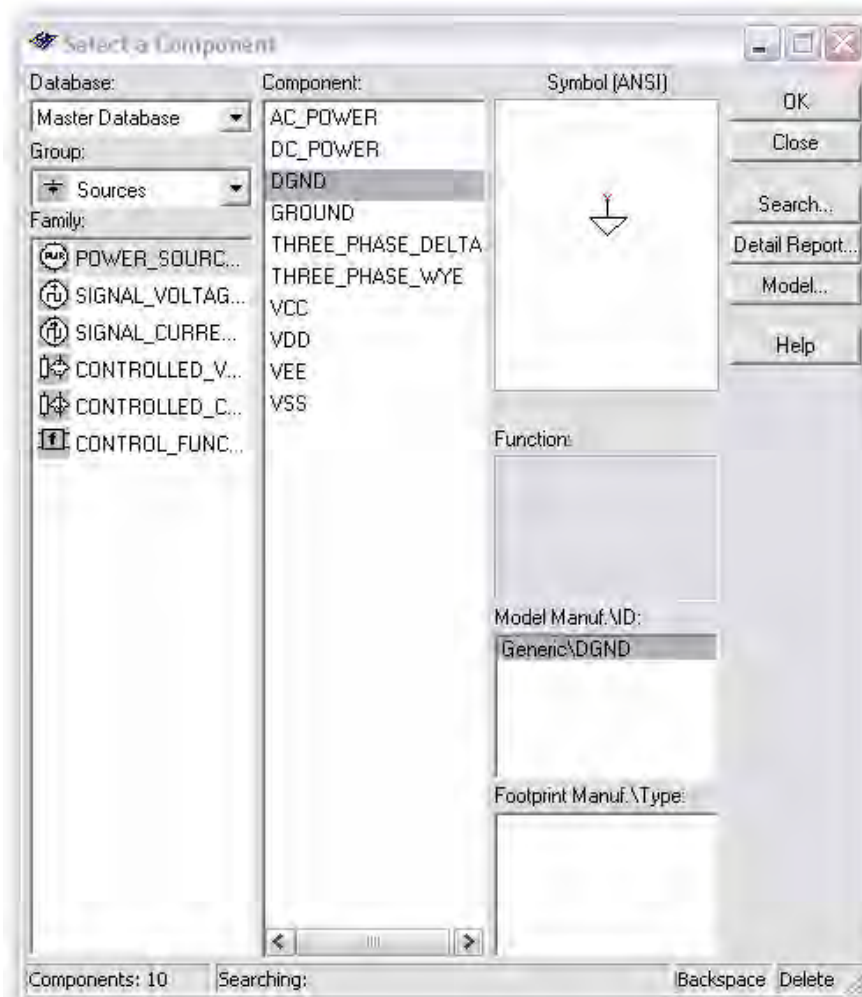 Select a Component
Database:
Master Database
Group:
Sources
Family:
POWER_SOURC...
SIGNAL_VOLTAG...
SIGNAL_CURRE...
CONTROLLED_V...
CONTROLLED_C...
CONTROL_FUNC...
Component:
AC_POWER
DC_POWER
DGND
GROUND
THREE_PHASE_DELTA
THREE_PHASE_WYE
VCC
VDD
VEE
VSS
Symbol (ANSI)
Function:
Model Manuf.\ID:
Generic\DGND
Footprint Manuf.\Type:
OK
Close
Search...
Detail Report...
Model...
Help
Components: 10
Searching:
Backspace
Delete